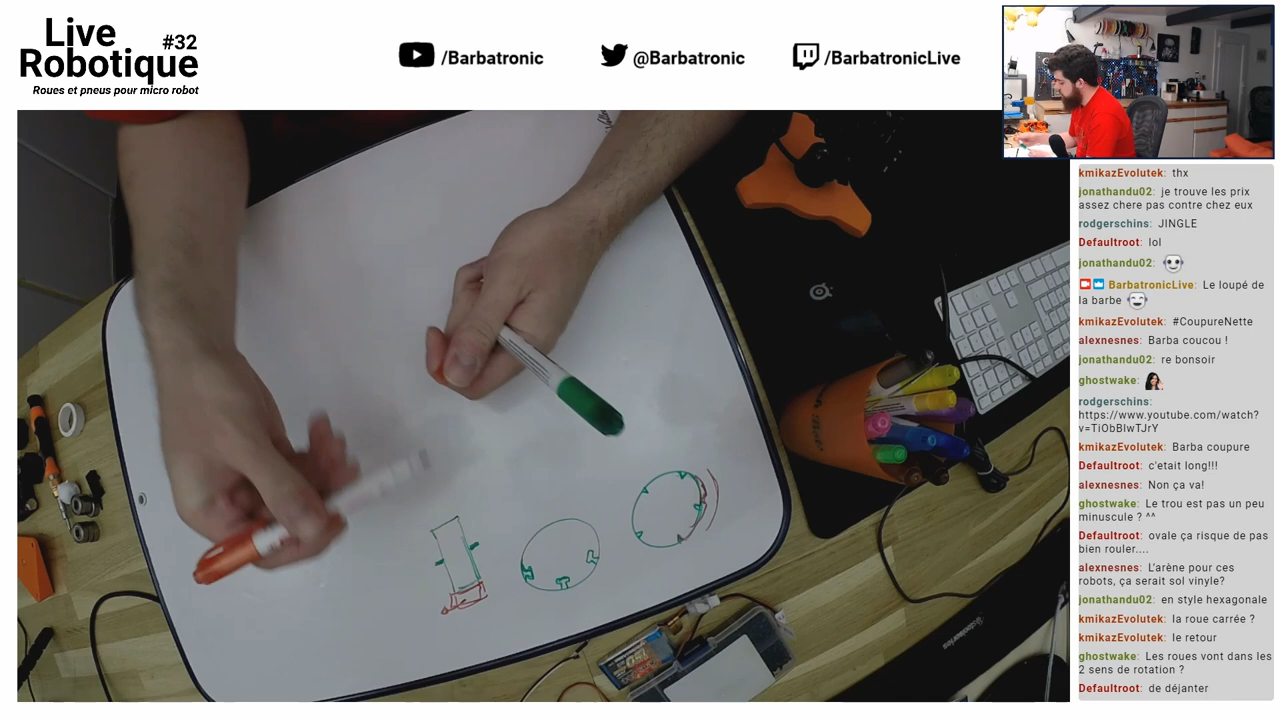 Live
Robotique #32
Roues et pneus pour micro robot
/Barbatronic
@Barbatronic
/BarbatronicLive
kmikazEvolutek: thx
jonathandu02: je trouve les prix
assez chere pas contre chez eux
rodgerschins: JINGLE
Defaultroot: lol
jonathandu02:
BarbatronicLive: Le loupé de
la barbe
kmikazEvolutek: #CoupureNette
alexnesnes: Barba coucou !
jonathandu02: re bonsoir
ghostwake:
rodgerschins:
https://www.youtube.com/watch?
v=TiObBIwTJrY
kmikazEvolutek: Barba coupure
Defaultroot: c'etait long!!!
alexnesnes: Non ça va!
ghostwake: Le trou est pas un peu
minuscule ? ^^
Defaultroot: ovale ça risque de pas
bien rouler....
alexnesnes: L'arène pour ces
robots, ça serait sol vinyle?
jonathandu02: en style hexagonale
kmikazEvolutek: la roue carrée ?
kmikazEvolutek: le retour
ghostwake: Les roues vont dans les
2 sens de rotation ?
Defaultroot: de déjanter